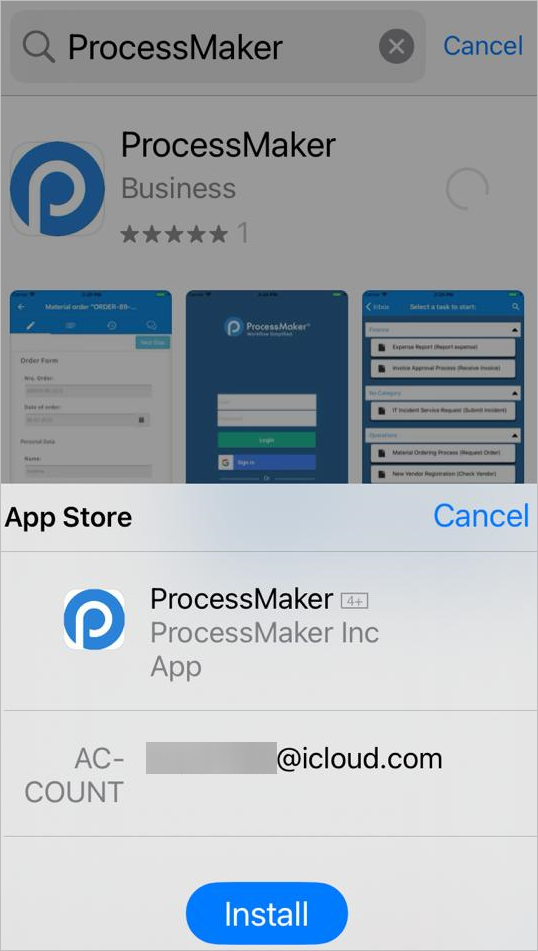 ProcessMaker
Cancel
ProcessMaker
Business
1
Material order "ORDER-89-...
Next Step
Order Form
Nro. Order:
Date of order:
Personal Data
Name:
ProcessMaker
Workflow Simplified
Login
G
Sign in
Or
Inbox
Select a task to start:
Finance
Expense Report (Report expense)
Invoice Approval Process (Receive Invoice)
No Category
IT Incident Service Request (Submit Incident)
Operations
Material Ordering Process (Request Order)
New Vendor Registration (Check Vendor)
App Store
Cancel
ProcessMaker 4+
ProcessMaker Inc
App
AC-
COUNT
@icloud.com
Install